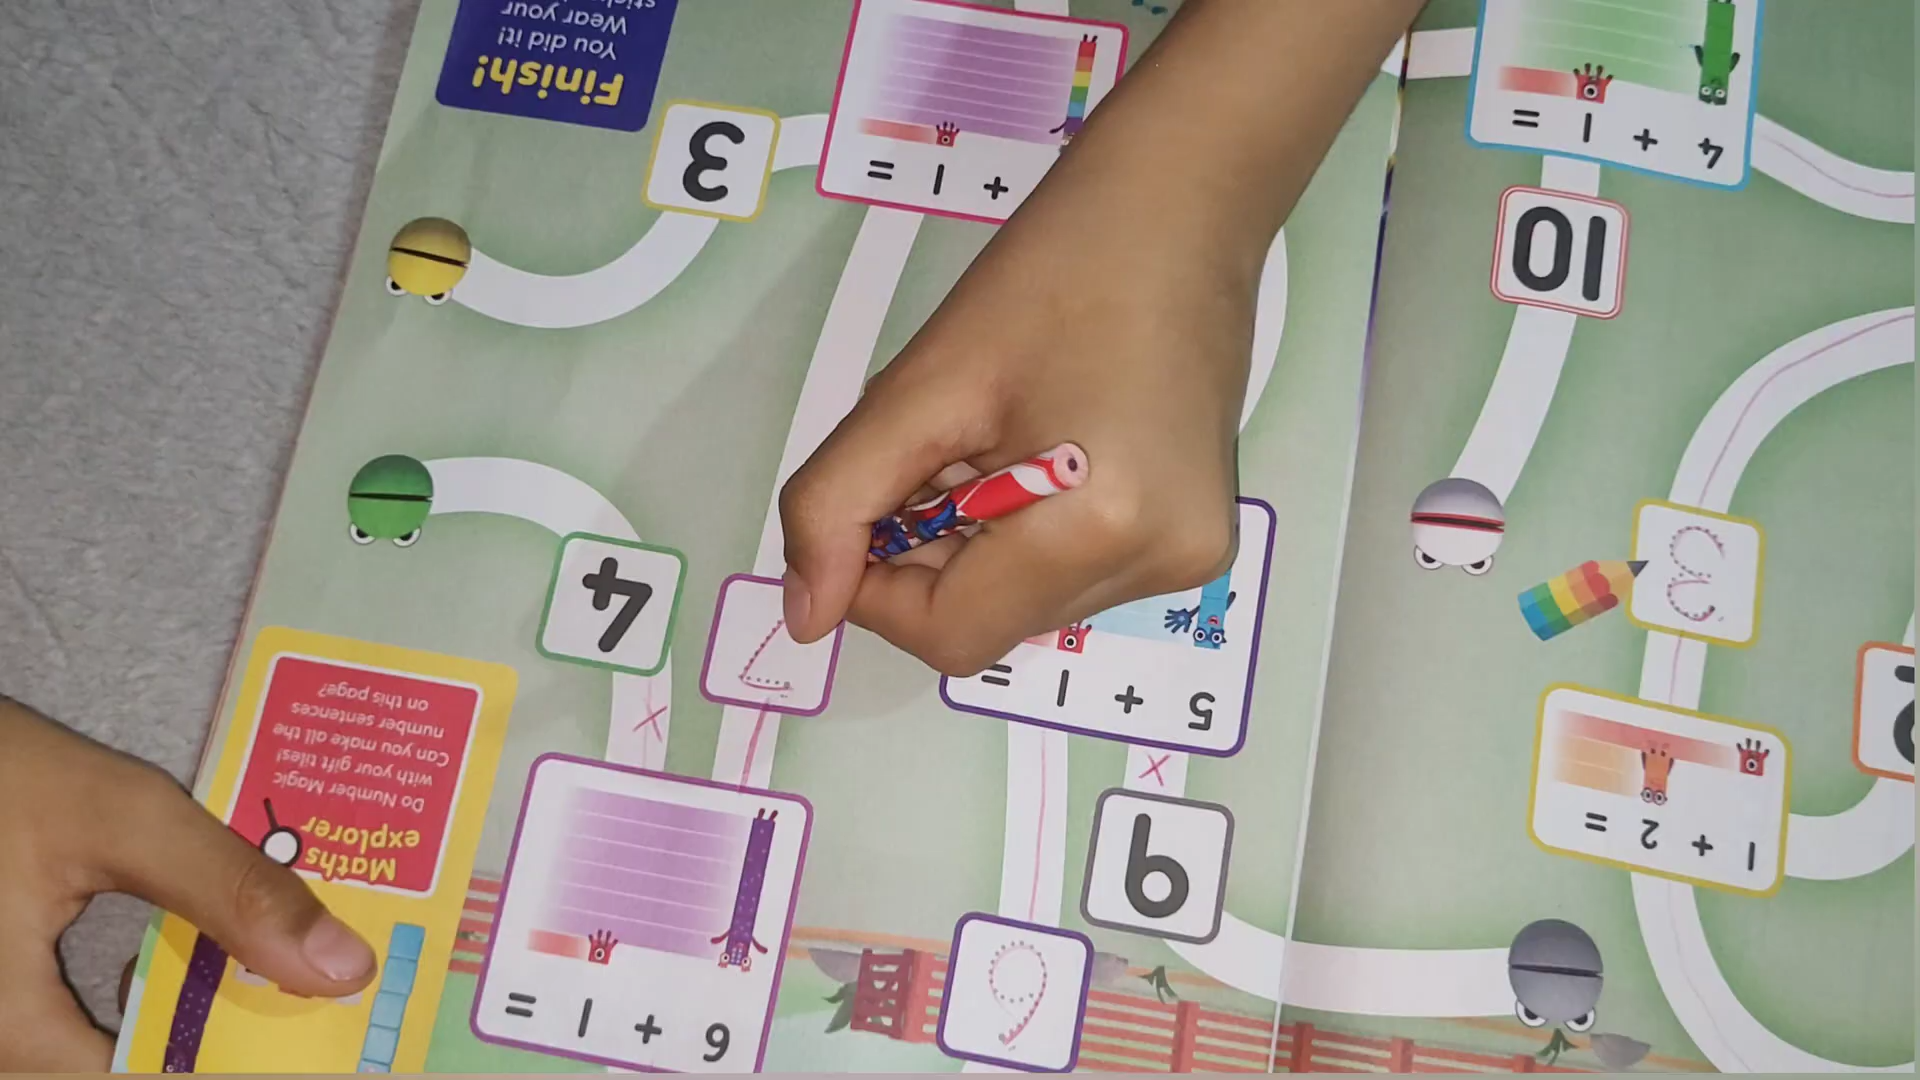 6 + 1 =
6
9
Maths
explorer
Do Number Magic
with your gift tiles!
Can you make all the
number sentences
on this page?
1 + 2 =
5 + 1 =
7
4
3
10
4 + 1 =
+ 1 =
3
Finish!
You did it!
Wear your